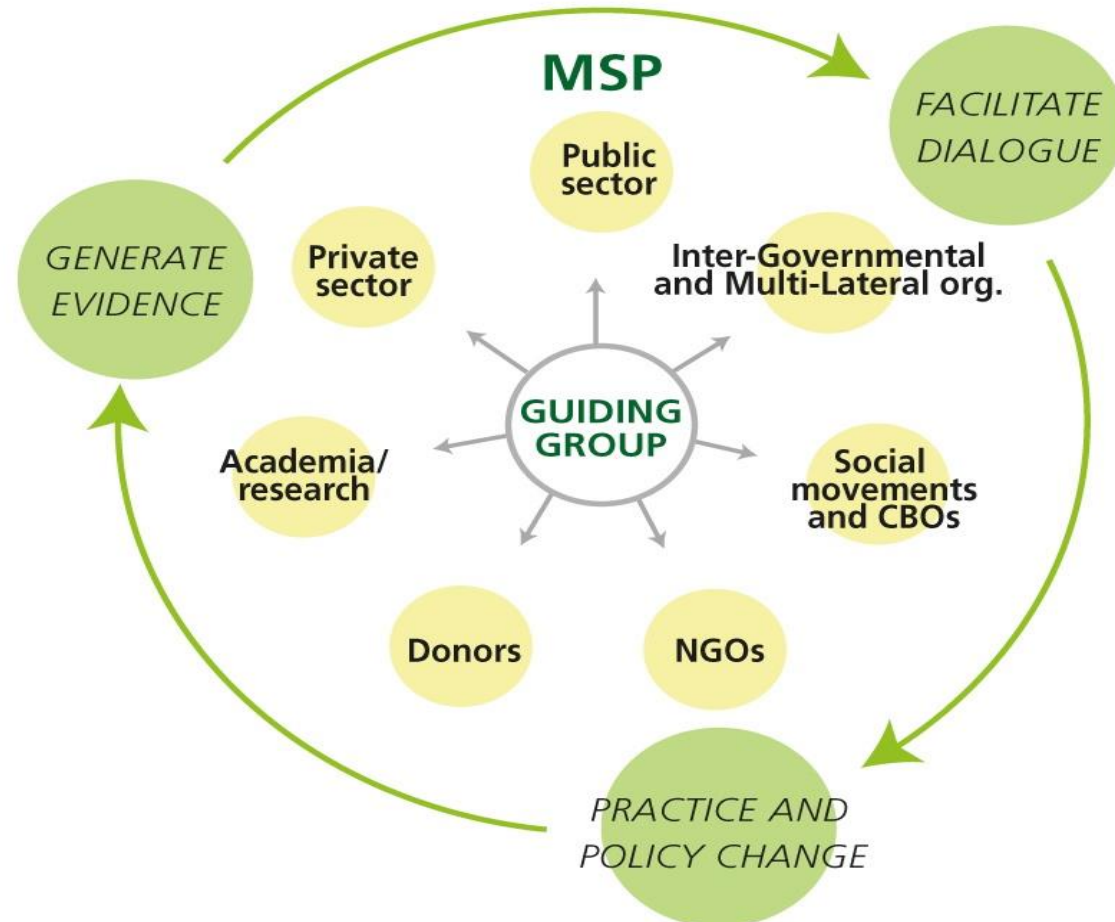 MSP
FACILITATE
DIALOGUE
Public
sector
GENERATE
EVIDENCE
Private
sector
Inter-Governmental
and Multi-Lateral org.
GUIDING
GROUP
Academia/
research
Social
movements
and CBOs
Donors
NGOs
PRACTICE AND
POLICY CHANGE